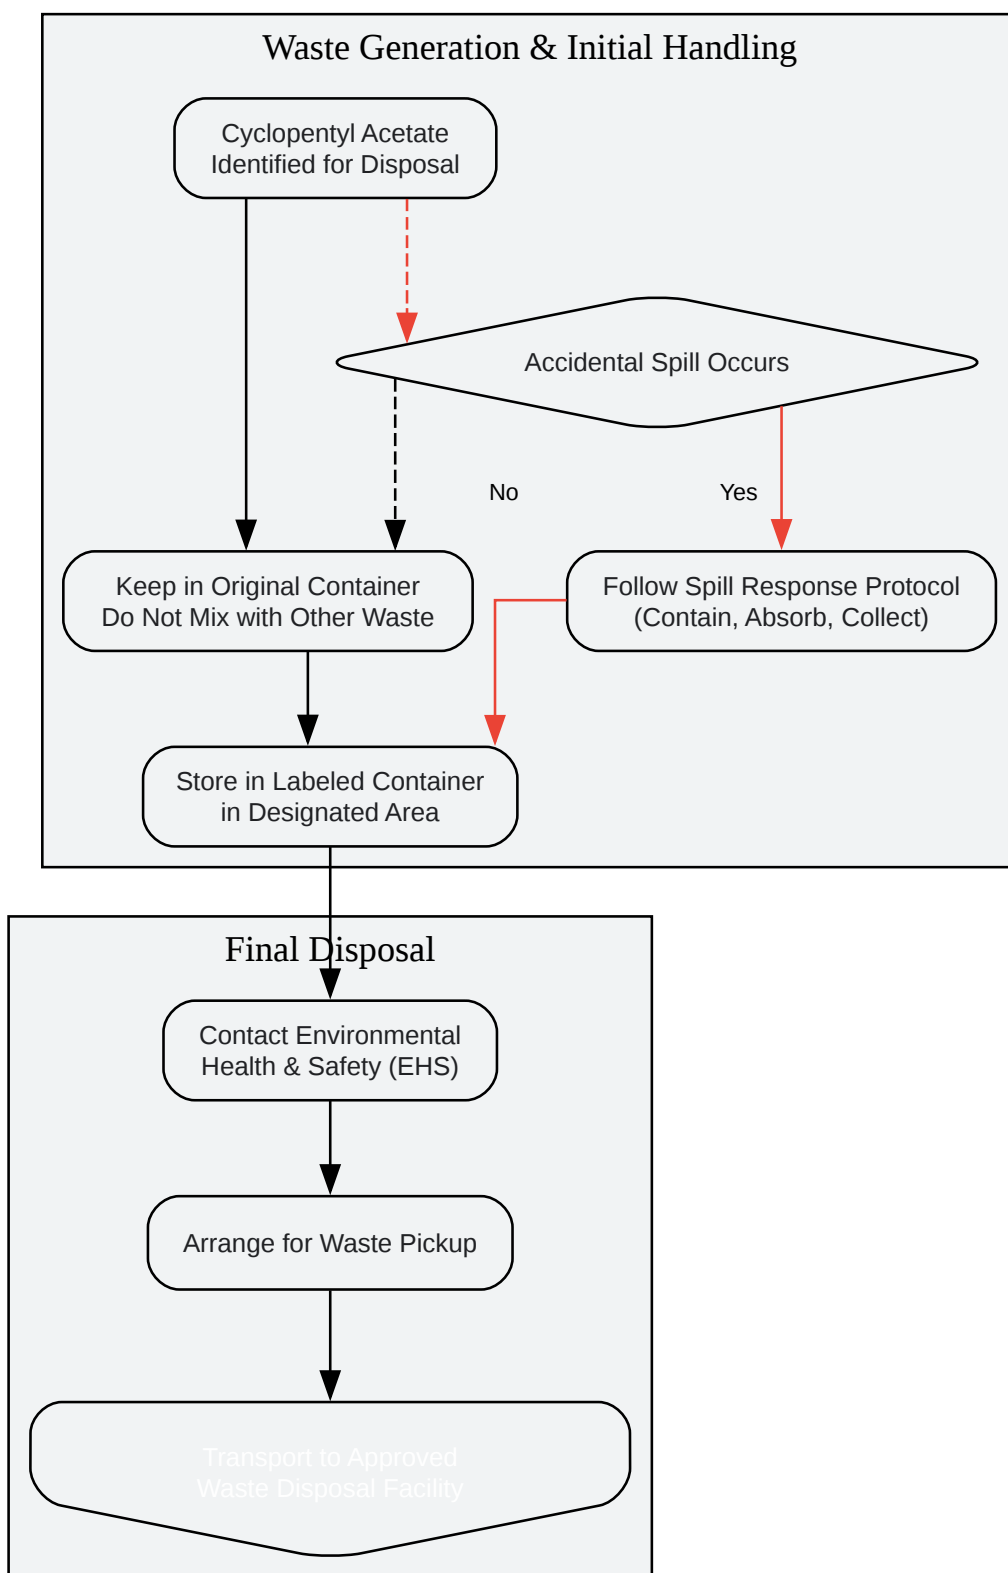 Waste Generation & Initial Handling
Cyclopentyl Acetate
Identified for Disposal
Accidental Spill Occurs
No
Yes
Keep in Original Container
Do Not Mix with Other Waste
Follow Spill Response Protocol
(Contain, Absorb, Collect)
Store in Labeled Container
in Designated Area
Final Disposal
Contact Environmental
Health & Safety (EHS)
Arrange for Waste Pickup
Transport to Approved
Waste Disposal Facility